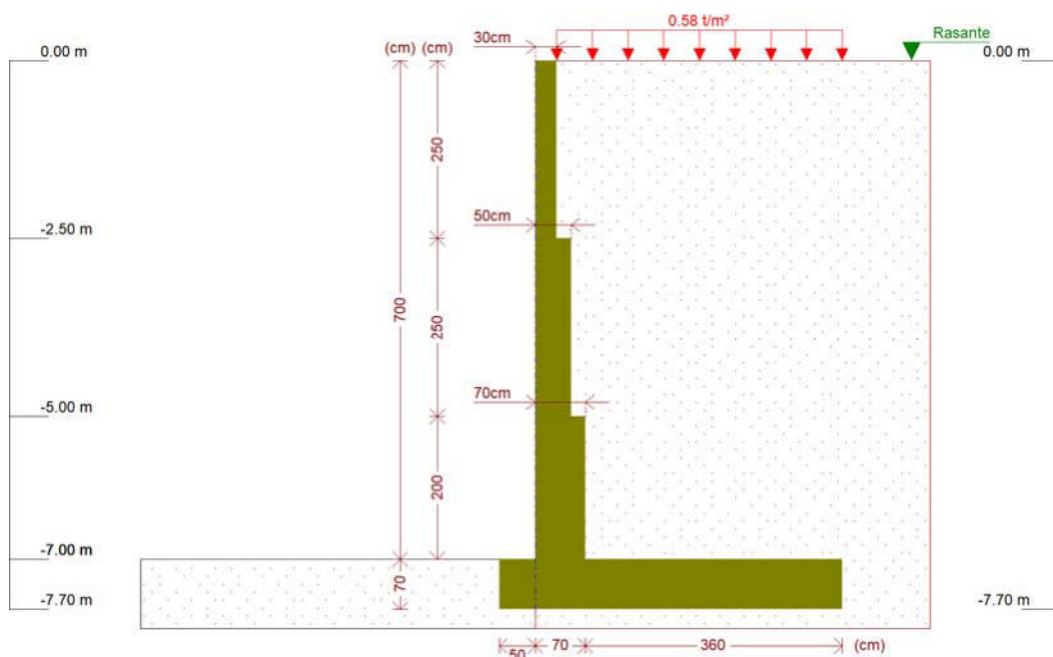 0.58 t/m²
30cm
Rasante
0.00 m
(cm) (cm)
0.00 m
250
50cm
-2.50 m
700
250
70cm
-5.00 m
200
-7.00 m
70
-7.70 m
-7.70 m
50 70 360 (cm)